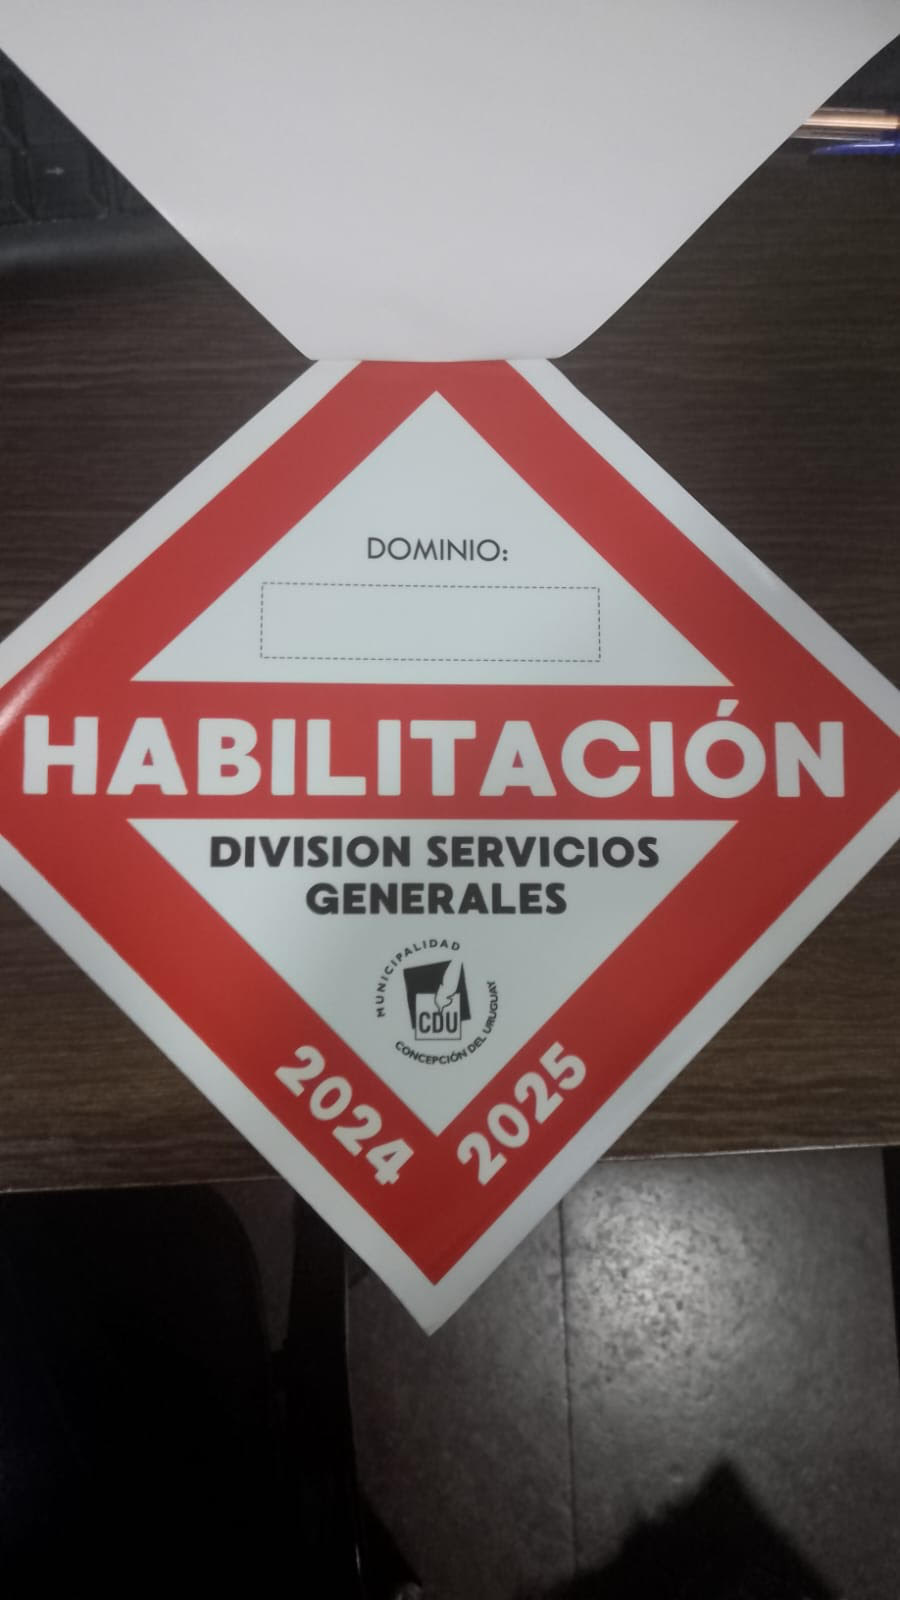 DOMINIO:
HABILITACIÓN
DIVISION SERVICIOS
GENERALES
MUNICIPALIDAD
CDU
CONCEPCIÓN DEL URUGUAY
2024 2025